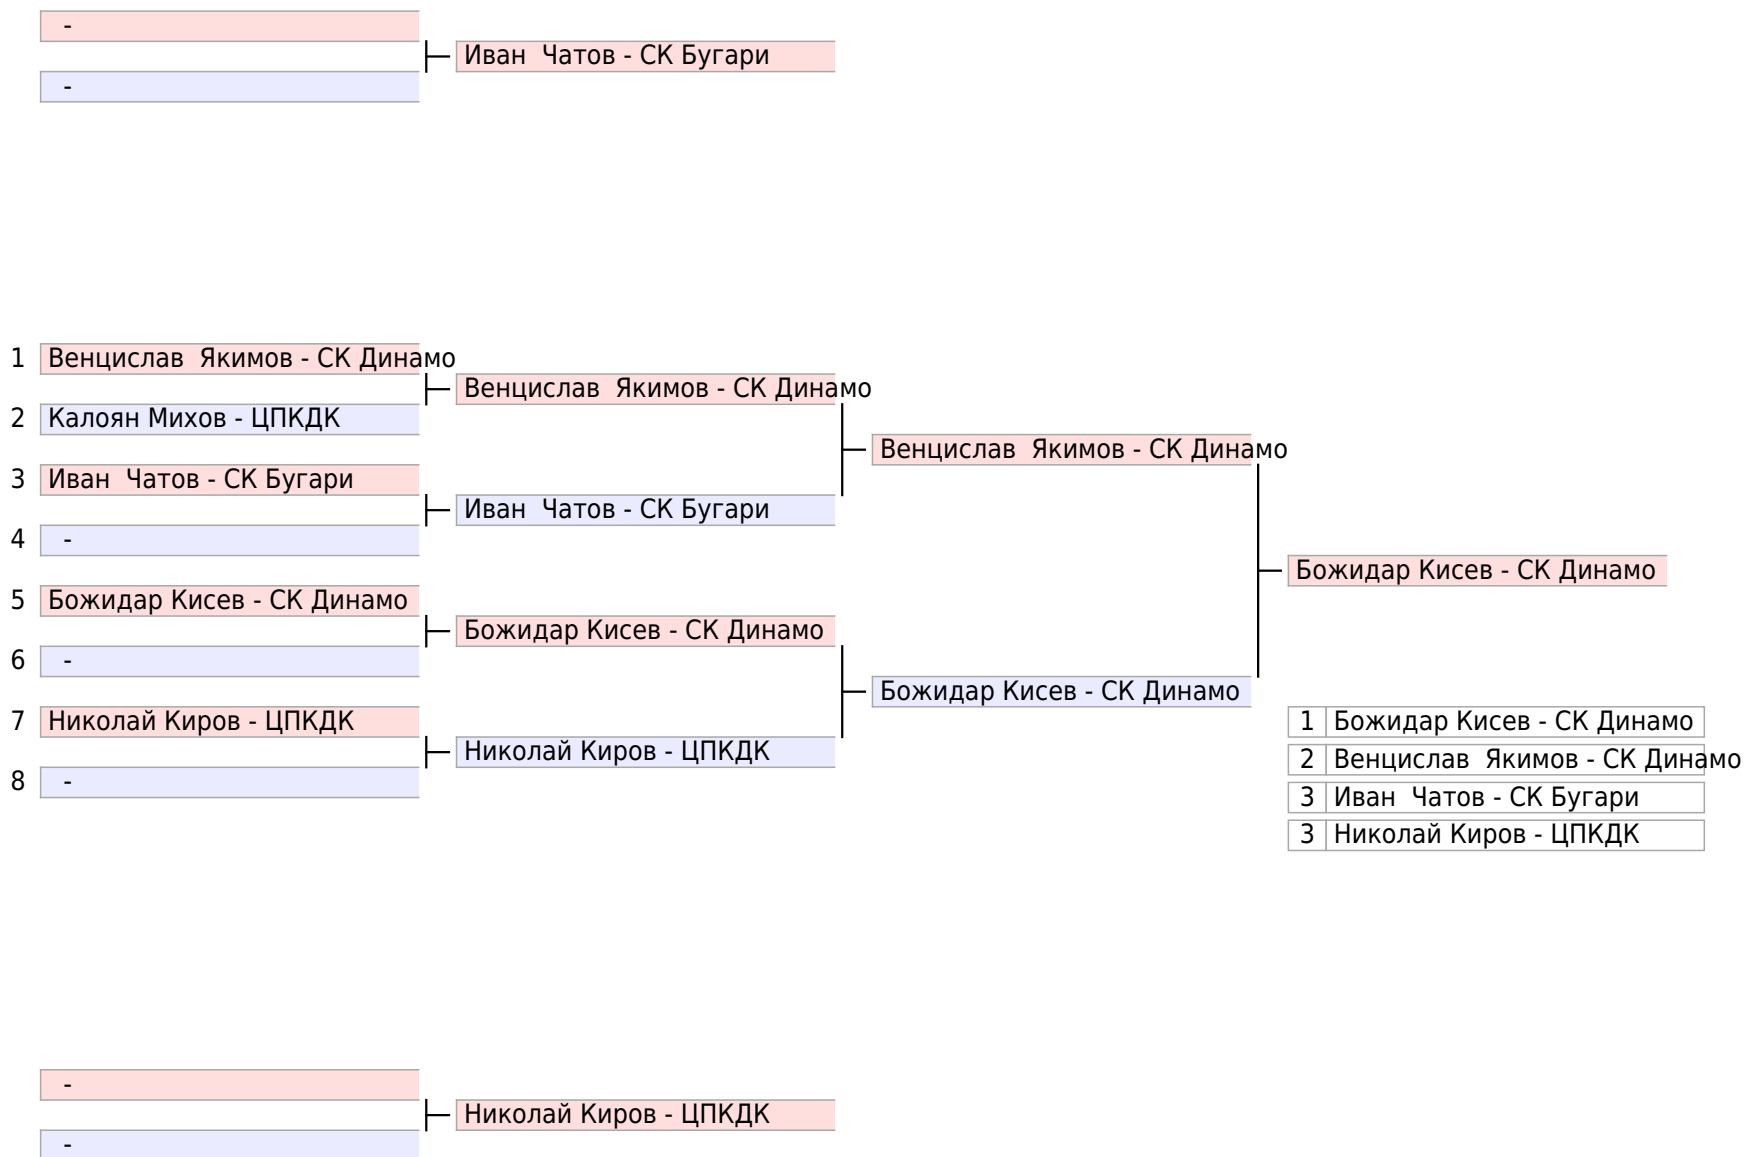 -
Иван  Чатов - СК Бугари
-
1 Венцислав  Якимов - СК Динамо
Венцислав  Якимов - СК Динамо
2 Калоян Михов - ЦПКДК
Венцислав  Якимов - СК Динамо
3 Иван  Чатов - СК Бугари
Иван  Чатов - СК Бугари
4 -
Божидар Кисев - СК Динамо
5 Божидар Кисев - СК Динамо
Божидар Кисев - СК Динамо
6 -
Божидар Кисев - СК Динамо
7 Николай Киров - ЦПКДК
Николай Киров - ЦПКДК
8 -
1 Божидар Кисев - СК Динамо
2 Венцислав  Якимов - СК Динамо
3 Иван  Чатов - СК Бугари
3 Николай Киров - ЦПКДК
-
Николай Киров - ЦПКДК
-